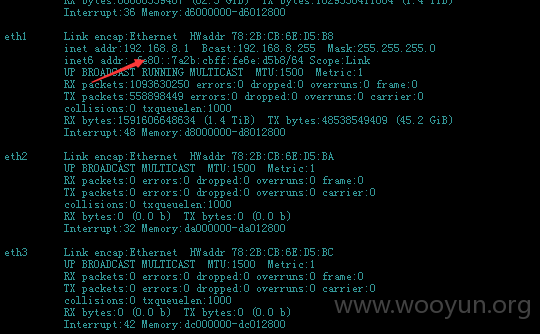 Interrupt:36 Memory:d6000000-d6012800
eth1 Link encap:Ethernet HWaddr 78:2B:CB:6E:D5:B8
inet addr:192.168.8.1 Bcast:192.168.8.255 Mask:255.255.255.0
inet6 addr: fe80::7a2b:cbff:fe6e:d5b8/64 Scope:Link
UP BROADCAST RUNNING MULTICAST MTU:1500 Metric:1
RX packets:1093630250 errors:0 dropped:0 overruns:0 frame:0
TX packets:558898449 errors:0 dropped:0 overruns:0 carrier:0
collisions:0 txqueuelen:1000
RX bytes:1591606648634 (1.4 TiB) TX bytes:48538549409 (45.2 GiB)
Interrupt:48 Memory:d8000000-d8012800
eth2 Link encap:Ethernet HWaddr 78:2B:CB:6E:D5:BA
UP BROADCAST MULTICAST MTU:1500 Metric:1
RX packets:0 errors:0 dropped:0 overruns:0 frame:0
TX packets:0 errors:0 dropped:0 overruns:0 carrier:0
collisions:0 txqueuelen:1000
RX bytes:0 (0.0 b) TX bytes:0 (0.0 b)
Interrupt:32 Memory:da000000-da012800
eth3 Link encap:Ethernet HWaddr 78:2B:CB:6E:D5:BC
UP BROADCAST MULTICAST MTU:1500 Metric:1
RX packets:0 errors:0 dropped:0 overruns:0 frame:0
TX packets:0 errors:0 dropped:0 overruns:0 carrier:0
collisions:0 txqueuelen:1000
RX bytes:0 (0.0 b) TX bytes:0 (0.0 b)
Interrupt:42 Memory:dc000000-dc012800
www.wooyun.org